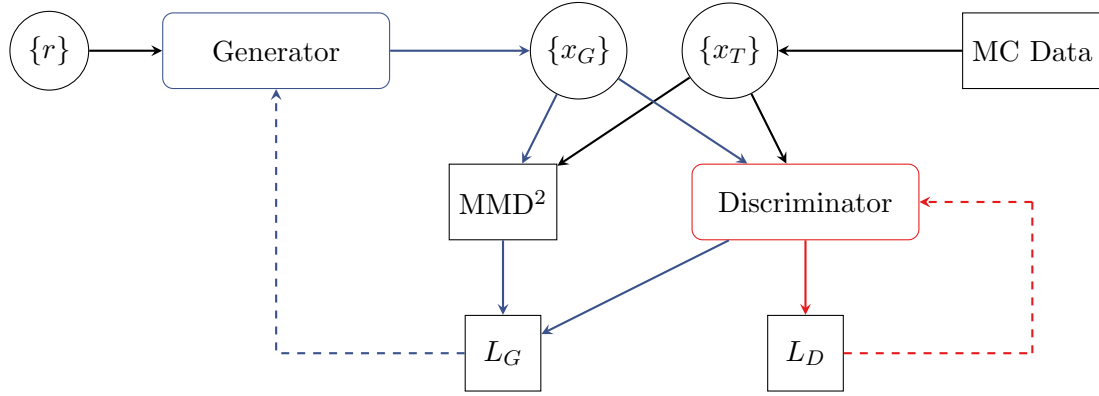 {r}
Generator
{x_G}
{x_T}
MC Data
MMD²
Discriminator
L_G
L_D